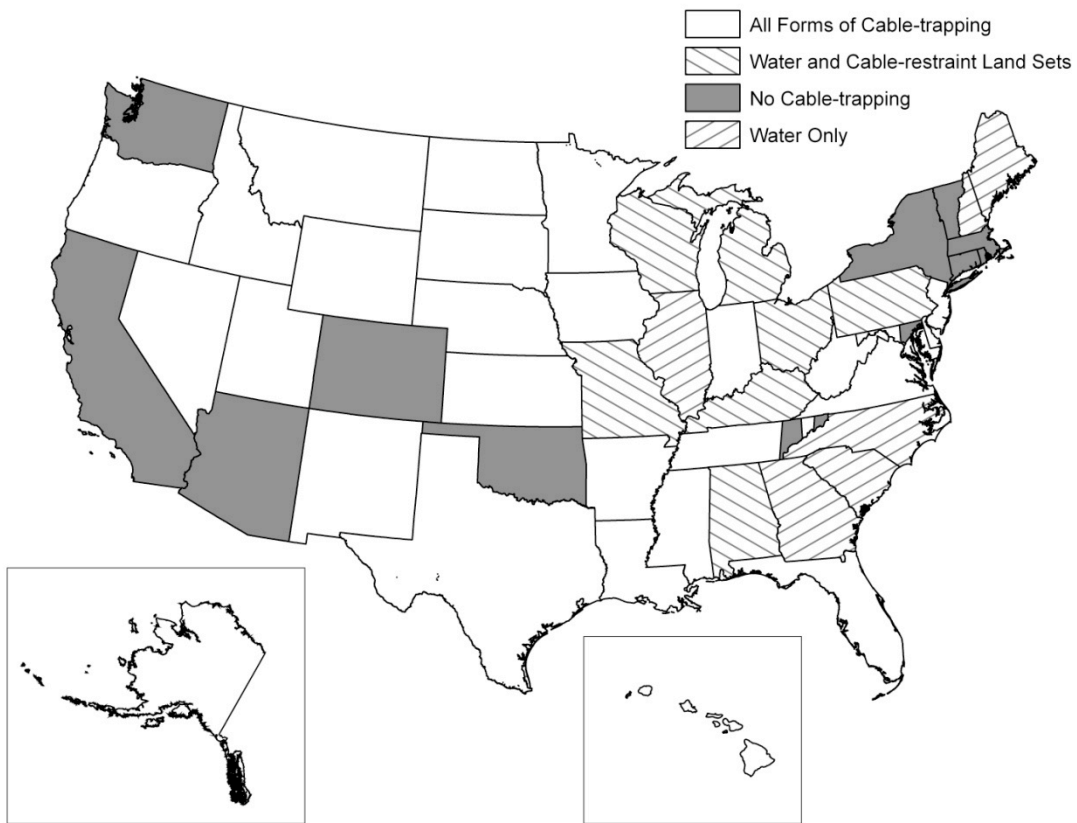 All Forms of Cable-trapping
Water and Cable-restraint Land Sets
No Cable-trapping
Water Only